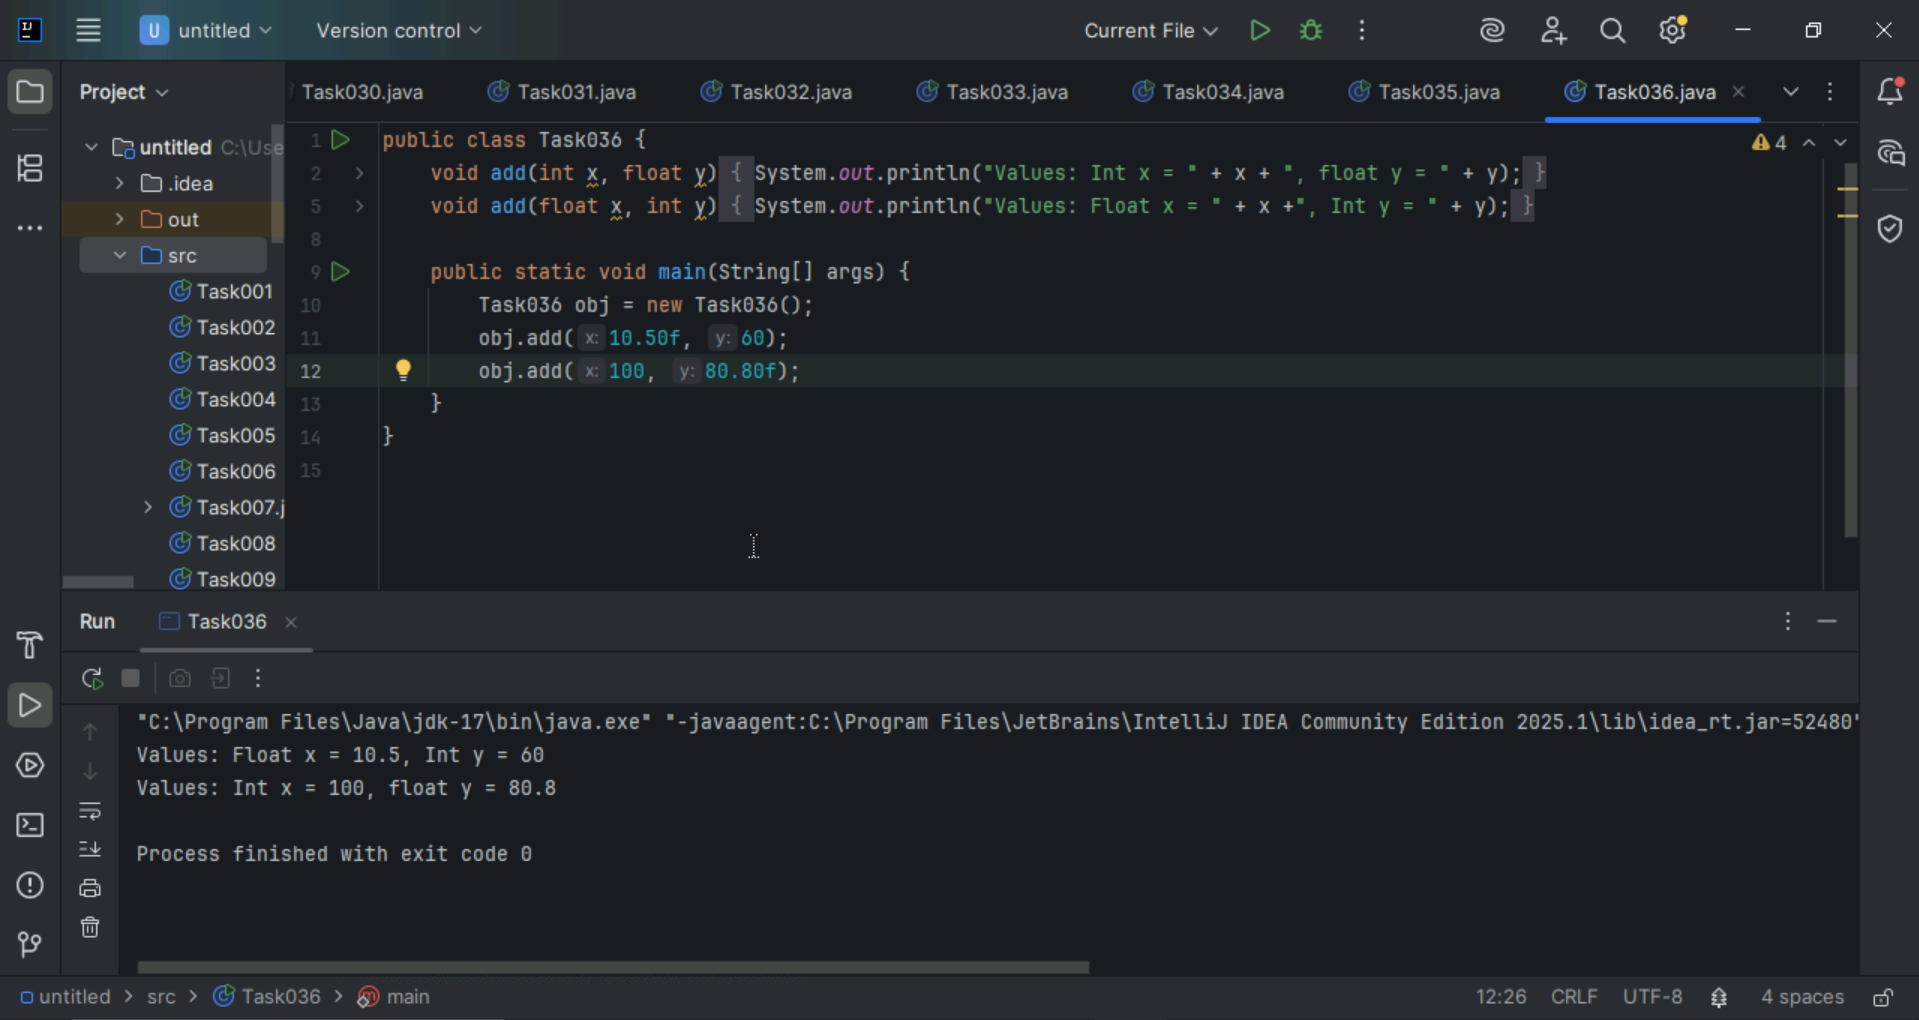 U untitled Version control Current File
Project
Task030.java Task031.java Task032.java Task033.java Task034.java Task035.java Task036.java
untitled C:\Use
.idea
out
src
Task001
Task002
Task003
Task004
Task005
Task006
Task007.j
Task008
Task009
1 public class Task036 {
2 void add(int x, float y) { System.out.println("Values: Int x = " + x + ", float y = " + y); }
5 void add(float x, int y) { System.out.println("Values: Float x = " + x +", Int y = " + y); }
8
9 public static void main(String[] args) {
10 Task036 obj = new Task036();
11 obj.add( x: 10.50f, y: 60);
12 obj.add( x: 100, y: 80.80f);
13 }
14 }
15
4
Run Task036
"C:\Program Files\Java\jdk-17\bin\java.exe" "-javaagent:C:\Program Files\JetBrains\IntelliJ IDEA Community Edition 2025.1\lib\idea_rt.jar=52480"
Values: Float x = 10.5, Int y = 60
Values: Int x = 100, float y = 80.8
Process finished with exit code 0
untitled > src > Task036 > main 12:26 CRLF UTF-8 4 spaces